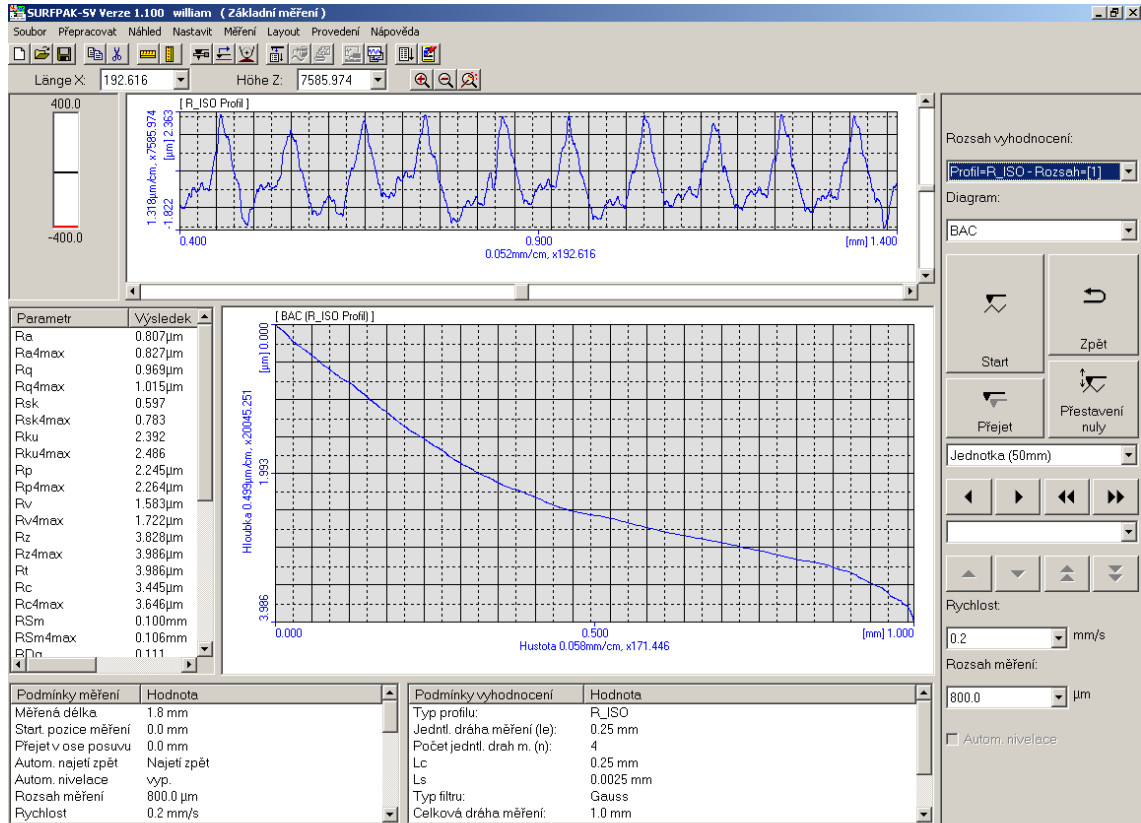 SURFPAK-SV Verze 1.100 william ( Základní měření )
Soubor Přepracovat Náhled Nastavit Měření Layout Provedení Nápověda
Länge X: 192.616 Höhe Z: 7585.974
400.0
-400.0
[ R_ISO Profil ]
1.318µm/cm, x7585.974
-1.822 [µm] 2.363
0.400 0.900 [mm] 1.400
0.052mm/cm, x192.616
Parametr Výsledek
Ra 0.807µm
Ra4max 0.827µm
Rq 0.969µm
Rq4max 1.015µm
Rsk 0.597
Rsk4max 0.783
Rku 2.392
Rku4max 2.486
Rp 2.245µm
Rp4max 2.264µm
Rv 1.583µm
Rv4max 1.722µm
Rz 3.828µm
Rz4max 3.986µm
Rt 3.986µm
Rc 3.445µm
Rc4max 3.646µm
RSm 0.100mm
RSm4max 0.106mm
RDq 0.111
[ BAC (R_ISO Profil) ]
Hloubka 0.499µm/cm, x20045.251
3.986 1.993 [µm] 0.000
0.000 0.500 [mm] 1.000
Hustota 0.058mm/cm, x171.446
Rozsah vyhodnocení:
Profil=R_ISO - Rozsah=[1]
Diagram:
BAC
Start
Zpět
Přejet
Přestavení
nuly
Jednotka (50mm)
Rychlost:
0.2 mm/s
Rozsah měření:
800.0 µm
Autom. nivelace
Podmínky měření Hodnota
Měřená délka 1.8 mm
Start. pozice měření 0.0 mm
Přejet v ose posuvu 0.0 mm
Autom. najetí zpět Najetí zpět
Autom. nivelace vyp.
Rozsah měření 800.0 µm
Rychlost 0.2 mm/s
Podmínky vyhodnocení Hodnota
Typ profilu: R_ISO
Jedntl. dráha měření (le): 0.25 mm
Počet jedntl. drah m. (n): 4
Lc 0.25 mm
Ls 0.0025 mm
Typ filtru: Gauss
Celková dráha měření: 1.0 mm